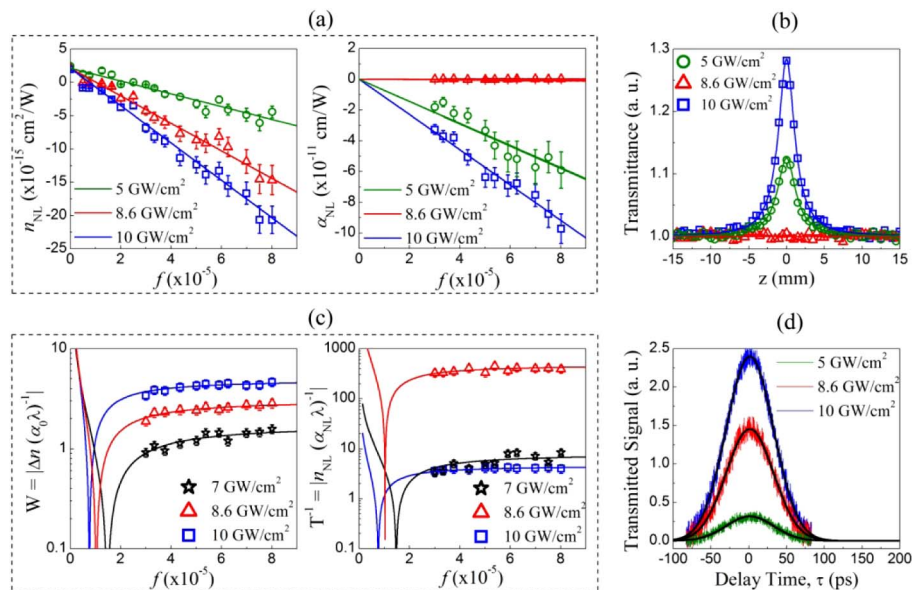 (a)
5
0
-5
-10
-15
-20
-25
n_NL (x10^-15 cm^2/W)
5 GW/cm^2
8.6 GW/cm^2
10 GW/cm^2
0 2 4 6 8
f (x10^-5)
2
0
-2
-4
-6
-8
-10
α_NL (x10^-11 cm/W)
5 GW/cm^2
8.6 GW/cm^2
10 GW/cm^2
0 2 4 6 8
f (x10^-5)
(b)
1.3
1.2
1.1
1.0
Transmittance (a. u.)
5 GW/cm^2
8.6 GW/cm^2
10 GW/cm^2
-15 -10 -5 0 5 10 15
z (mm)
(c)
10
1
0.1
W = |Δn (α_0λ)^-1|
7 GW/cm^2
8.6 GW/cm^2
10 GW/cm^2
0 2 4 6 8
f (x10^-5)
1000
100
10
1
0.1
T^-1 = |n_NL (α_NLλ)^-1|
7 GW/cm^2
8.6 GW/cm^2
10 GW/cm^2
0 2 4 6 8
f (x10^-5)
(d)
2.5
2.0
1.5
1.0
0.5
0.0
Transmitted Signal (a. u.)
5 GW/cm^2
8.6 GW/cm^2
10 GW/cm^2
-100 -50 0 50 100 150 200
Delay Time, τ (ps)